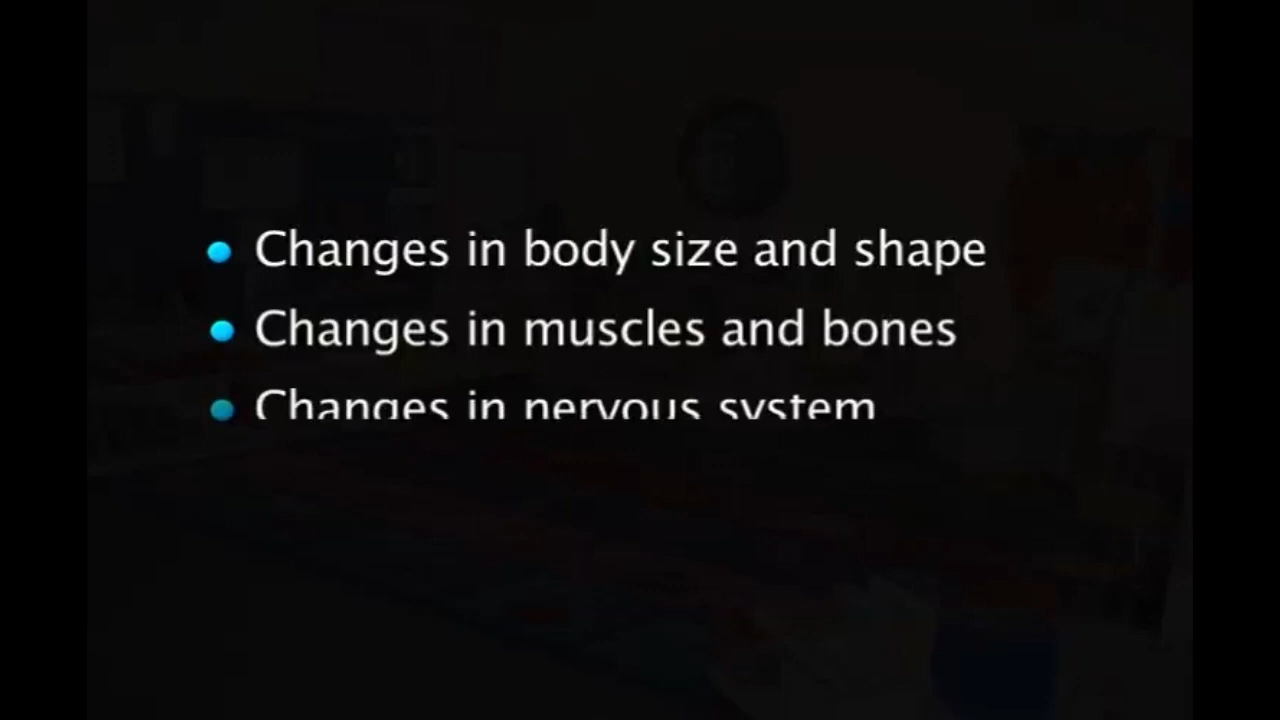 Changes in body size and shape
Changes in muscles and bones
Changes in nervous system